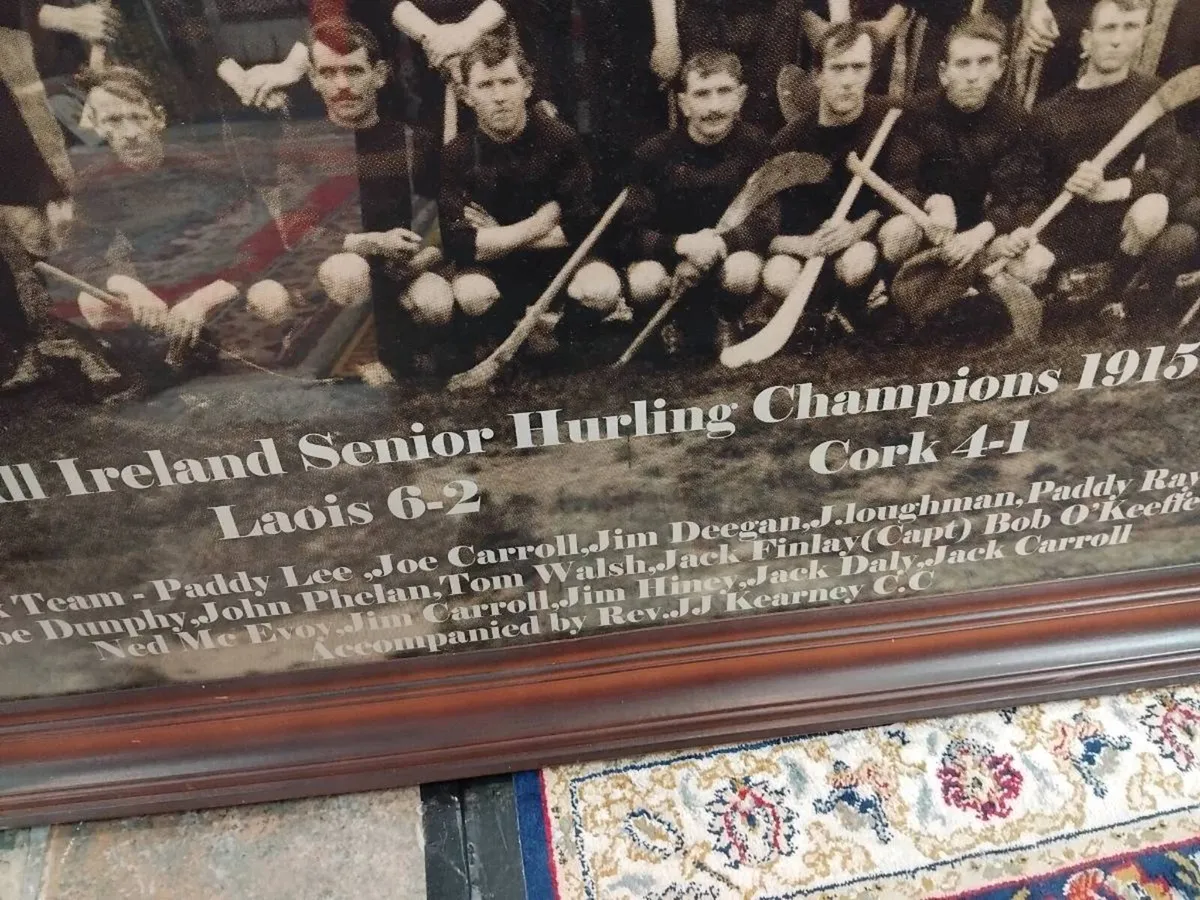 All Ireland Senior Hurling Champions 1915
Laois 6-2 Cork 4-1
Team - Paddy Lee ,Joe Carroll,Jim Deegan,J.loughman,Paddy Ray
Dunphy,John Phelan,Tom Walsh,Jack Finlay(Capt) Bob O'Keeffe
Ned Mc Evoy,Jim Carroll,Jim Hiney,Jack Daly,Jack Carroll
Accompanied by Rev.JJ Kearney C.C